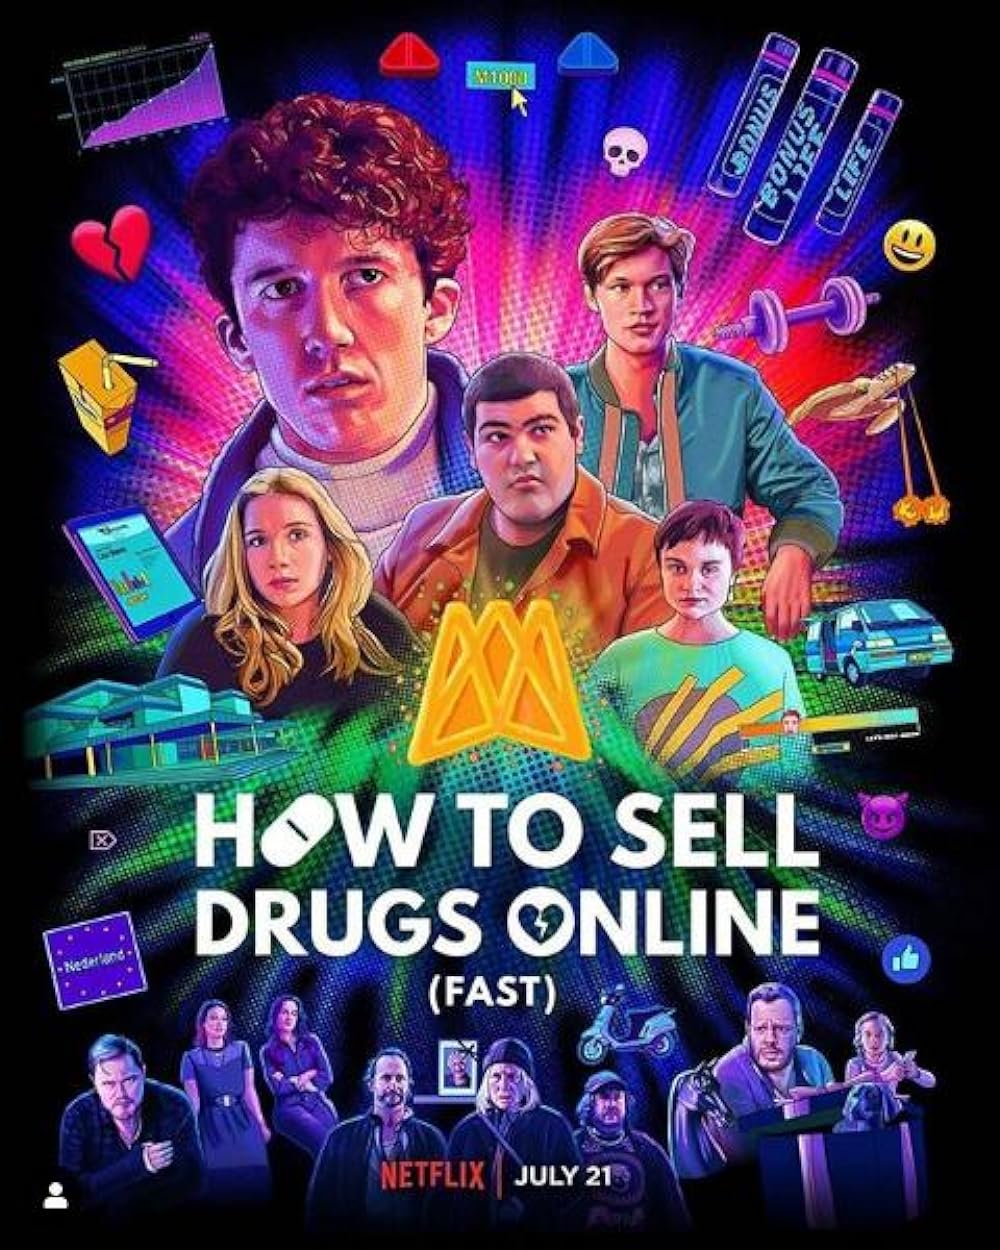 M1000
BONUS
BONUS
LIFE
LIFE
HOW TO SELL
DRUGS ONLINE
(FAST)
Nederland
NETFLIX | JULY 21